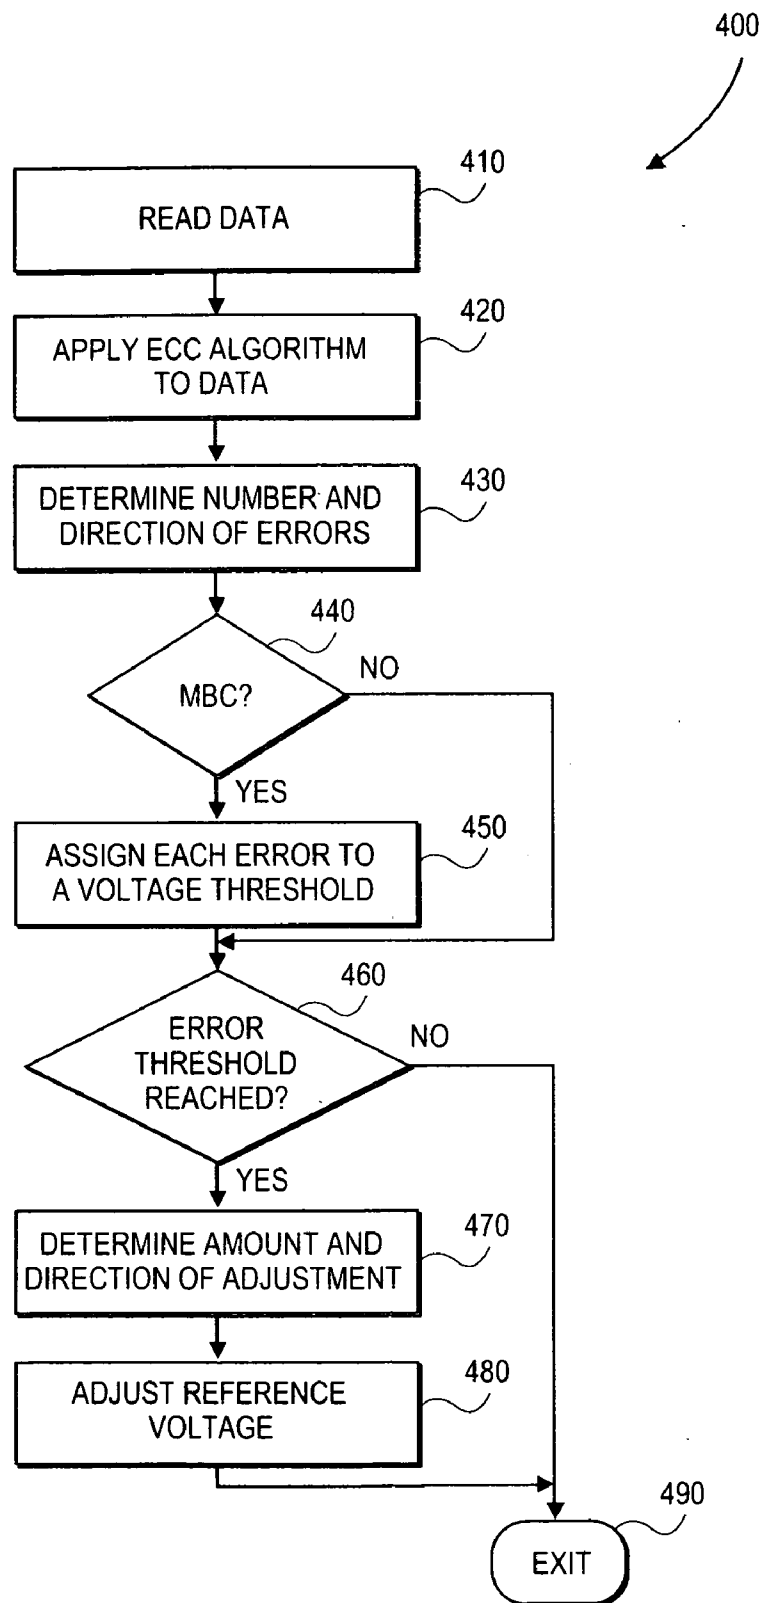 400
410
READ DATA
420
APPLY ECC ALGORITHM
TO DATA
430
DETERMINE NUMBER AND
DIRECTION OF ERRORS
440
MBC?
NO
YES
450
ASSIGN EACH ERROR TO
A VOLTAGE THRESHOLD
460
ERROR
THRESHOLD
REACHED?
NO
YES
470
DETERMINE AMOUNT AND
DIRECTION OF ADJUSTMENT
480
ADJUST REFERENCE
VOLTAGE
490
EXIT